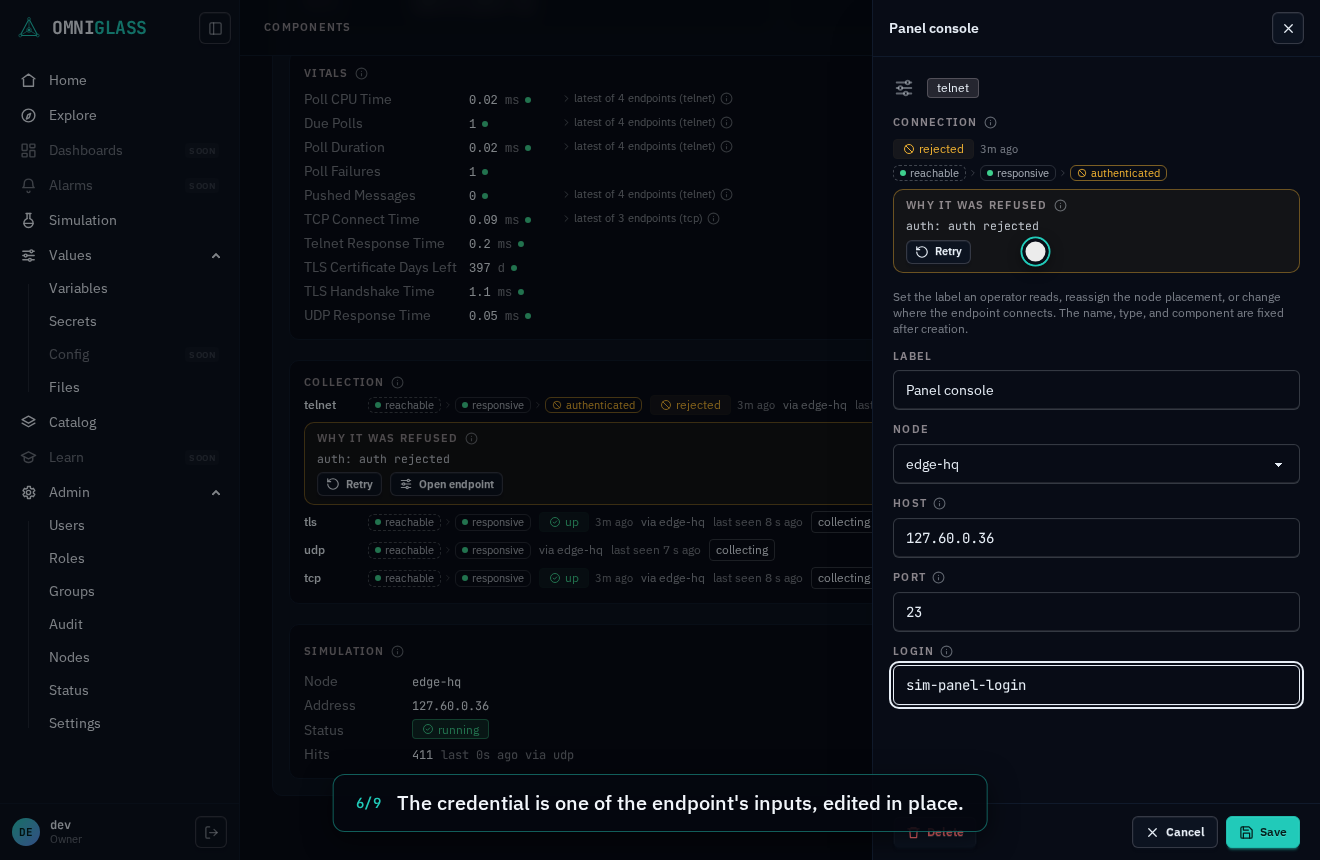 OMNIGLASS
Home
Explore
Dashboards SOON
Alarms SOON
Simulation
Values
Variables
Secrets
Config SOON
Files
Catalog
Learn SOON
Admin
Users
Roles
Groups
Audit
Nodes
Status
Settings
DE dev
Owner
COMPONENTS
VITALS
Poll CPU Time 0.02 ms latest of 4 endpoints (telnet)
Due Polls 1 latest of 4 endpoints (telnet)
Poll Duration 0.02 ms latest of 4 endpoints (telnet)
Poll Failures 1
Pushed Messages 0 latest of 4 endpoints (telnet)
TCP Connect Time 0.09 ms latest of 3 endpoints (tcp)
Telnet Response Time 0.2 ms
TLS Certificate Days Left 397 d
TLS Handshake Time 1.1 ms
UDP Response Time 0.05 ms
COLLECTION
telnet reachable responsive authenticated rejected 3m ago via edge-hq last
WHY IT WAS REFUSED
auth: auth rejected
Retry Open endpoint
tls reachable responsive up 3m ago via edge-hq last seen 8 s ago collecting
udp reachable responsive via edge-hq last seen 7 s ago collecting
tcp reachable responsive up 3m ago via edge-hq last seen 8 s ago collecting
SIMULATION
Node edge-hq
Address 127.60.0.36
Status running
Hits 411 last 0s ago via udp
Panel console
telnet
CONNECTION
rejected 3m ago
reachable responsive authenticated
WHY IT WAS REFUSED
auth: auth rejected
Retry
Set the label an operator reads, reassign the node placement, or change
where the endpoint connects. The name, type, and component are fixed
after creation.
LABEL
Panel console
NODE
edge-hq
HOST
127.60.0.36
PORT
23
LOGIN
sim-panel-login
6/9 The credential is one of the endpoint's inputs, edited in place.
Delete Cancel Save